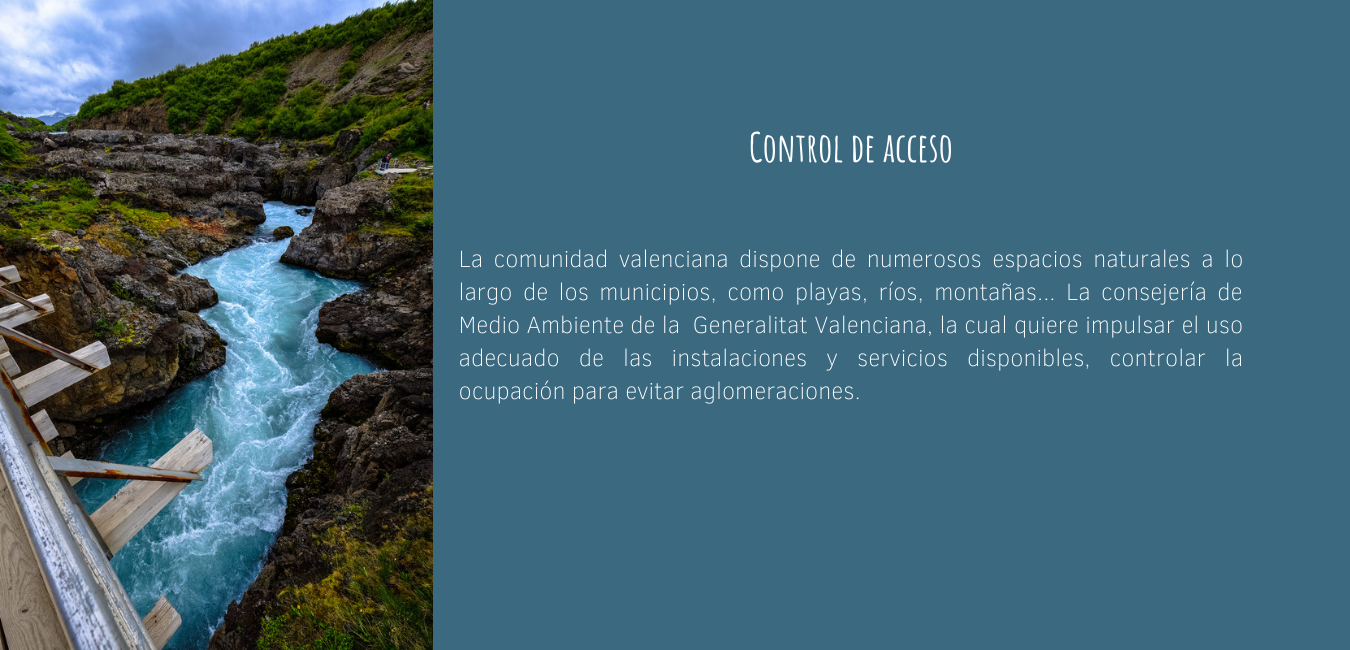 Control de acceso
La comunidad valenciana dispone de numerosos espacios naturales a lo
largo de los municipios, como playas, ríos, montañas... La consejería de
Medio Ambiente de la  Generalitat Valenciana, la cual quiere impulsar el uso
adecuado de las instalaciones y servicios disponibles, controlar la
ocupación para evitar aglomeraciones.